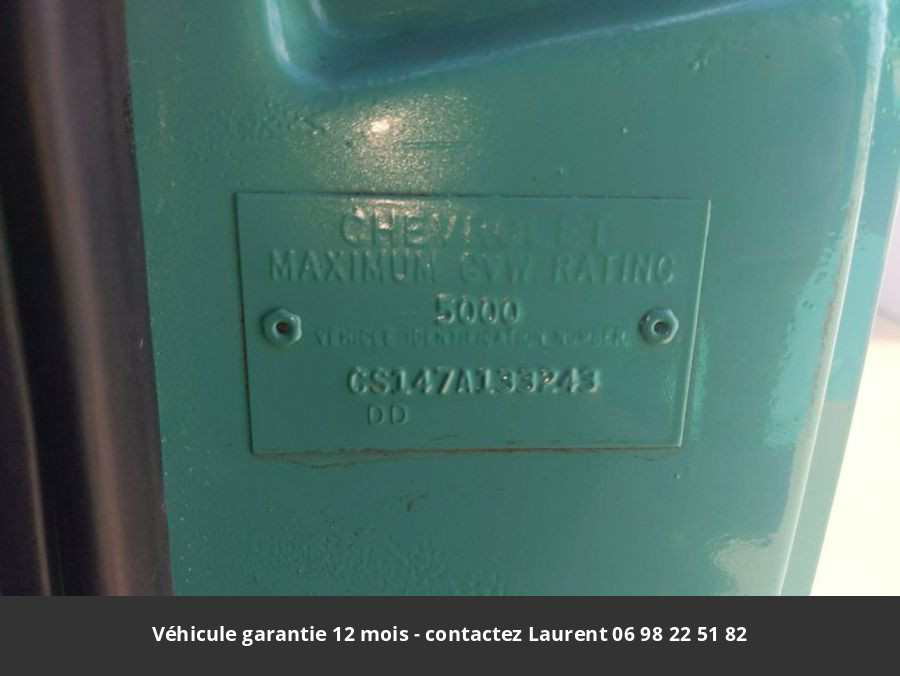 CHEVROLET
MAXIMUM GVW RATING
5000
VEHICLE IDENTIFICATION NUMBER
DD
Véhicule garantie 12 mois - contactez Laurent 06 98 22 51 82